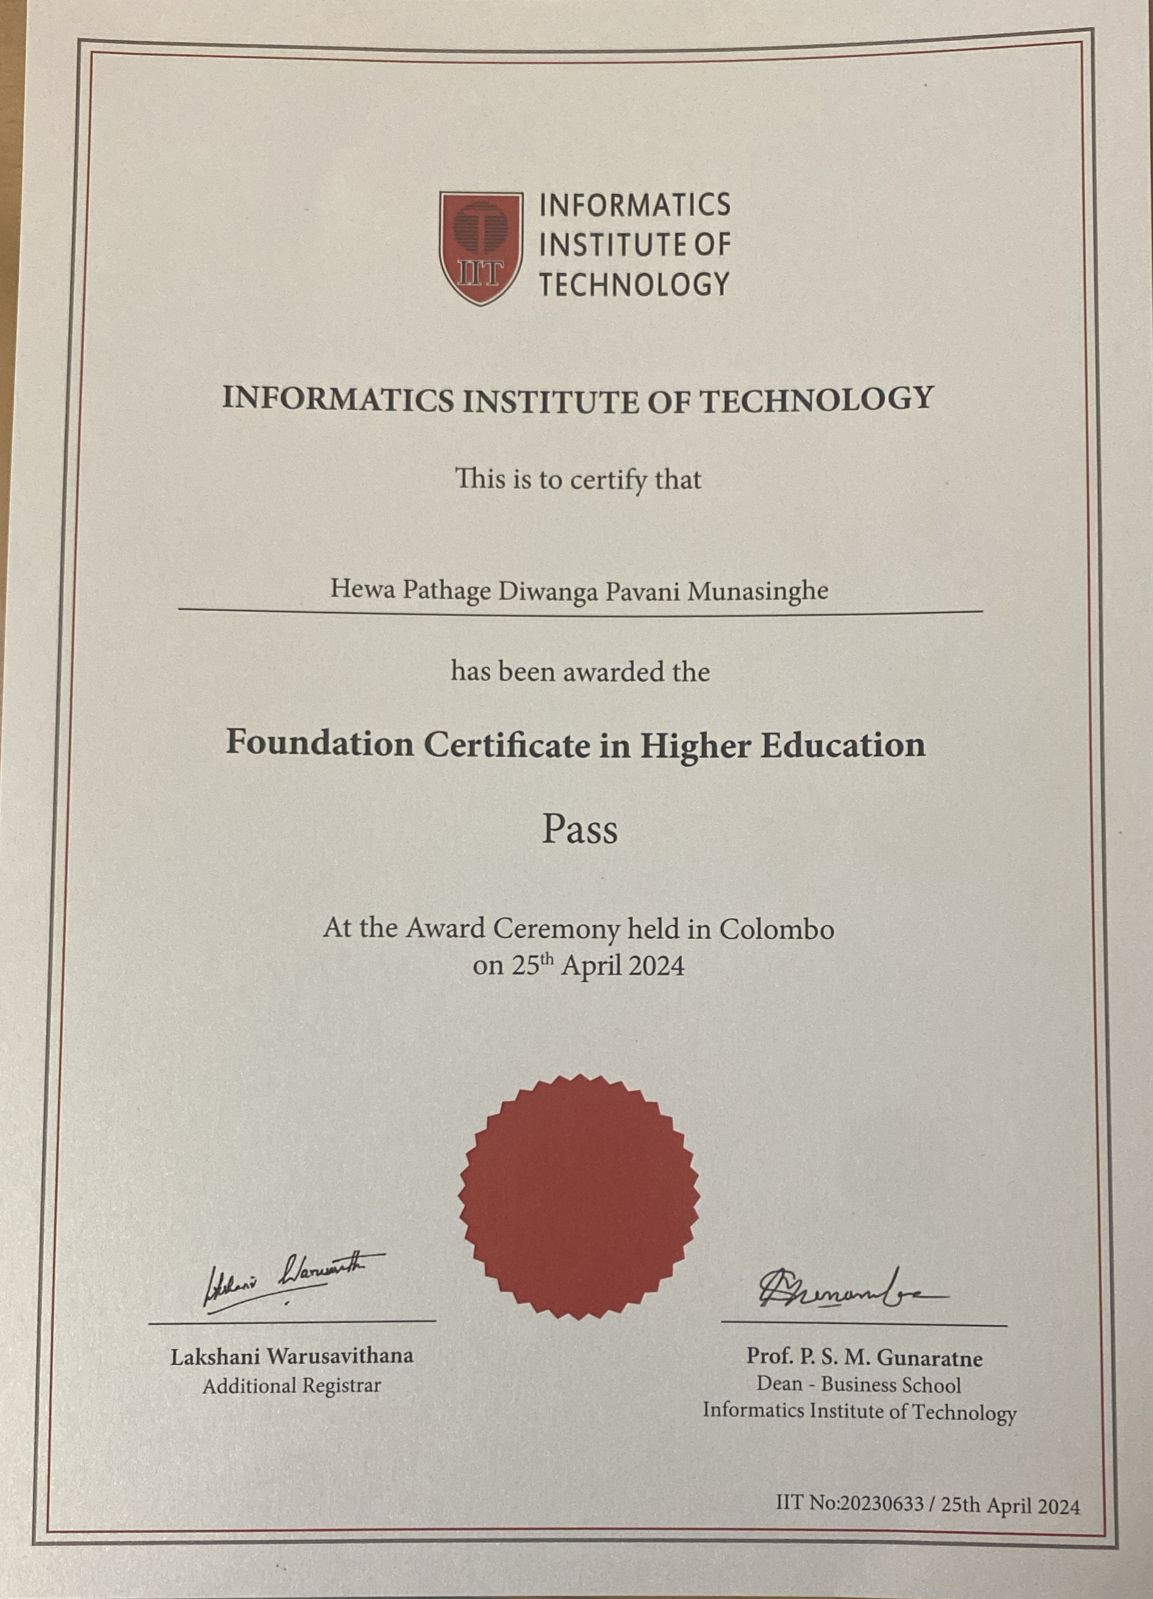 INFORMATICS
INSTITUTE OF
TECHNOLOGY
IIT
INFORMATICS INSTITUTE OF TECHNOLOGY
This is to certify that
Hewa Pathage Diwanga Pavani Munasinghe
has been awarded the
Foundation Certificate in Higher Education
Pass
At the Award Ceremony held in Colombo
on 25th April 2024
Lakshani Warusavithana
Additional Registrar
Prof. P. S. M. Gunaratne
Dean - Business School
Informatics Institute of Technology
IIT No:20230633 / 25th April 2024